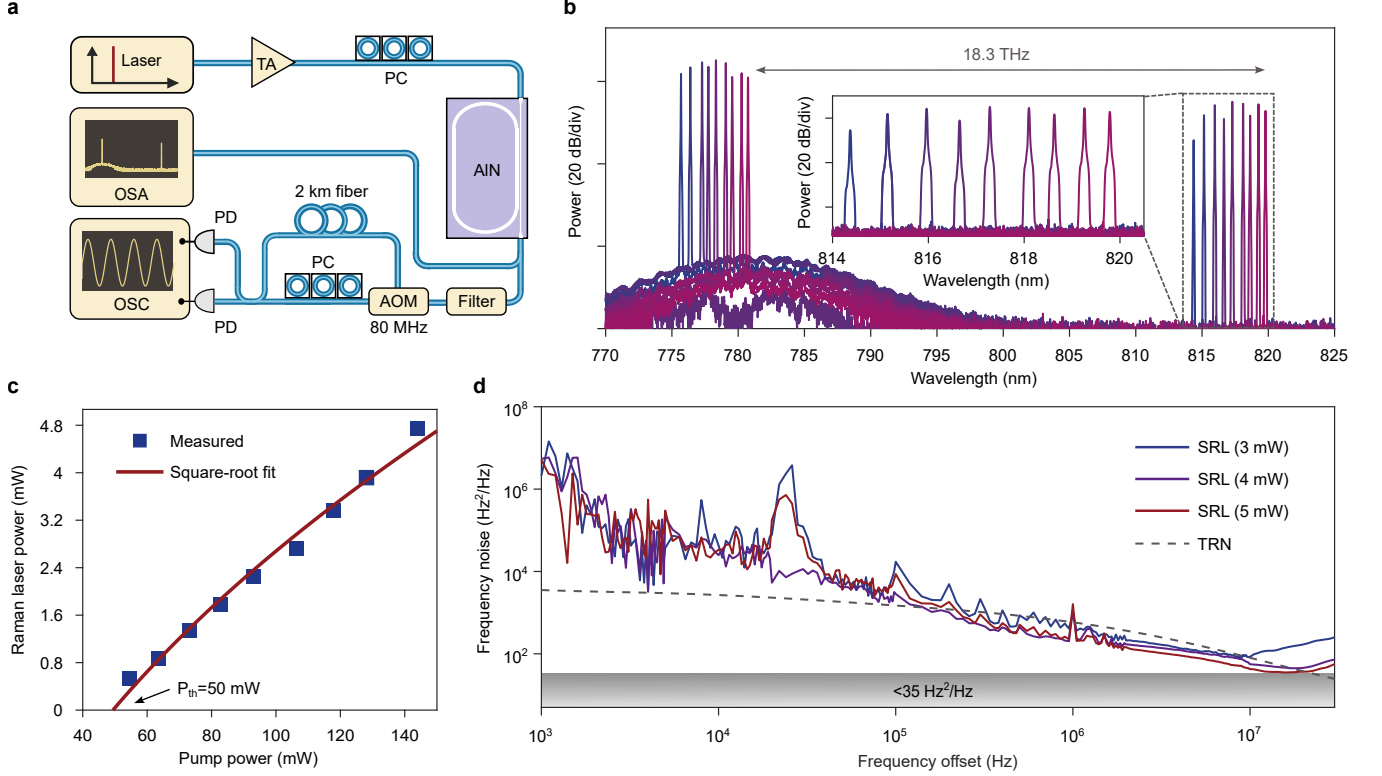 a
Laser
TA
PC
AlN
OSA
2 km fiber
PD
PC
OSC
AOM
Filter
PD
80 MHz
b
Power (20 dB/div)
18.3 THz
Power (20 dB/div)
814 816 818 820
Wavelength (nm)
770 775 780 785 790 795 800 805 810 815 820 825
Wavelength (nm)
c
Raman laser power (mW)
4.8
4
3.2
2.4
1.6
0.8
0
Measured
Square-root fit
Pth=50 mW
40 60 80 100 120 140
Pump power (mW)
d
Frequency noise (Hz²/Hz)
10⁸
10⁶
10⁴
10²
SRL (3 mW)
SRL (4 mW)
SRL (5 mW)
TRN
<35 Hz²/Hz
10³ 10⁴ 10⁵ 10⁶ 10⁷
Frequency offset (Hz)